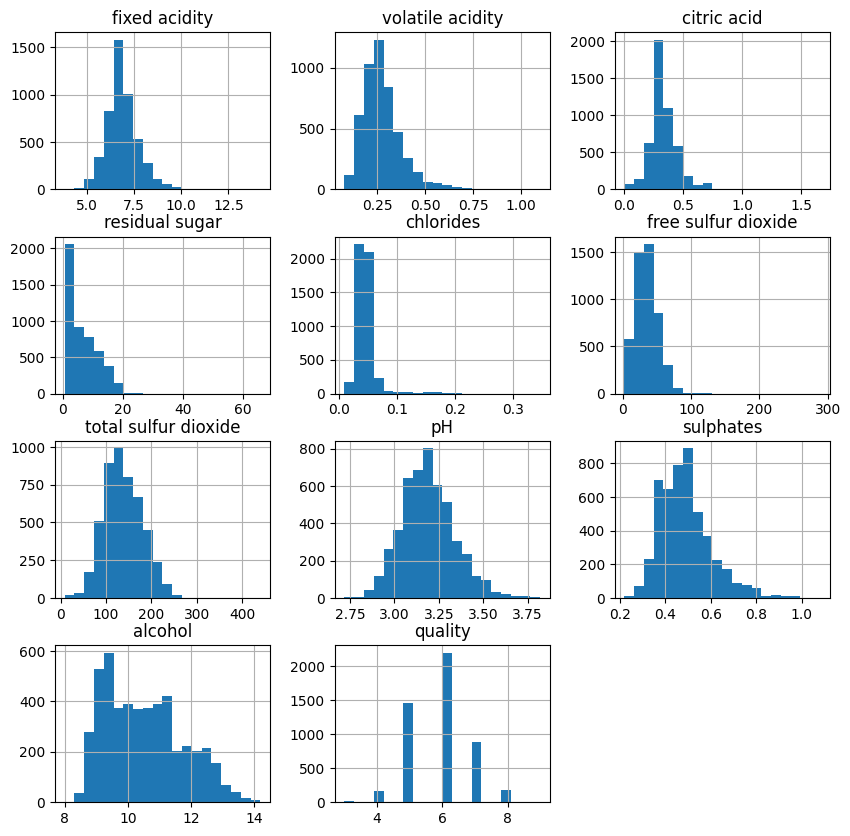 fixed acidity
1500
1000
500
0
5.0 7.5 10.0 12.5
volatile acidity
1000
500
0
0.25 0.50 0.75 1.00
citric acid
2000
1500
1000
500
0
0.0 0.5 1.0 1.5
residual sugar
2000
1500
1000
500
0
0 20 40 60
chlorides
2000
1500
1000
500
0
0.0 0.1 0.2 0.3
free sulfur dioxide
1500
1000
500
0
0 100 200 300
total sulfur dioxide
1000
750
500
250
0
0 100 200 300 400
pH
800
600
400
200
0
2.75 3.00 3.25 3.50 3.75
sulphates
800
600
400
200
0
0.2 0.4 0.6 0.8 1.0
alcohol
600
400
200
0
8 10 12 14
quality
2000
1500
1000
500
0
4 6 8